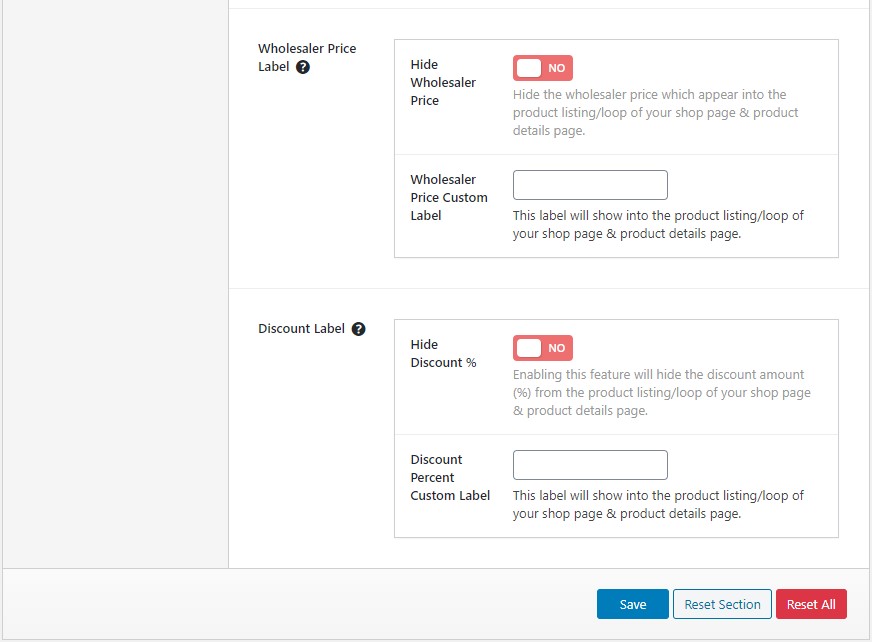 Wholesaler Price
Label ?
Hide
Wholesaler
Price
NO
Hide the wholesaler price which appear into the
product listing/loop of your shop page & product
details page.
Wholesaler
Price Custom
Label
This label will show into the product listing/loop of
your shop page & product details page.
Discount Label ?
Hide
Discount %
NO
Enabling this feature will hide the discount amount
(%) from the product listing/loop of your shop page
& product details page.
Discount
Percent
Custom Label
This label will show into the product listing/loop of
your shop page & product details page.
Save
Reset Section
Reset All